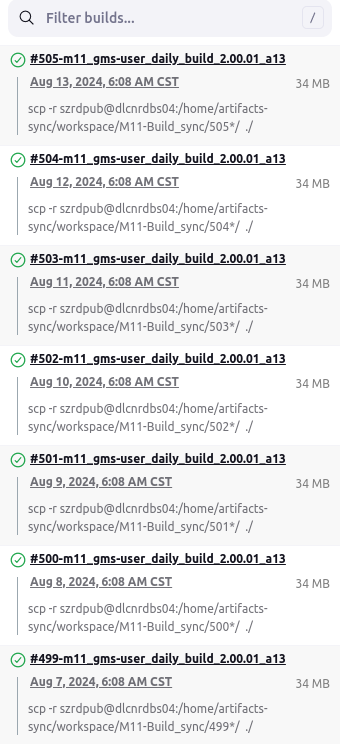 Filter builds...
/
#505-m11_gms-user_daily_build_2.00.01_a13
Aug 13, 2024, 6:08 AM CST
34 MB
scp -r szrdpub@dlcnrdbs04:/home/artifacts-
sync/workspace/M11-Build_sync/505*/ ./
#504-m11_gms-user_daily_build_2.00.01_a13
Aug 12, 2024, 6:08 AM CST
34 MB
scp -r szrdpub@dlcnrdbs04:/home/artifacts-
sync/workspace/M11-Build_sync/504*/ ./
#503-m11_gms-user_daily_build_2.00.01_a13
Aug 11, 2024, 6:08 AM CST
34 MB
scp -r szrdpub@dlcnrdbs04:/home/artifacts-
sync/workspace/M11-Build_sync/503*/ ./
#502-m11_gms-user_daily_build_2.00.01_a13
Aug 10, 2024, 6:08 AM CST
34 MB
scp -r szrdpub@dlcnrdbs04:/home/artifacts-
sync/workspace/M11-Build_sync/502*/ ./
#501-m11_gms-user_daily_build_2.00.01_a13
Aug 9, 2024, 6:08 AM CST
34 MB
scp -r szrdpub@dlcnrdbs04:/home/artifacts-
sync/workspace/M11-Build_sync/501*/ ./
#500-m11_gms-user_daily_build_2.00.01_a13
Aug 8, 2024, 6:08 AM CST
34 MB
scp -r szrdpub@dlcnrdbs04:/home/artifacts-
sync/workspace/M11-Build_sync/500*/ ./
#499-m11_gms-user_daily_build_2.00.01_a13
Aug 7, 2024, 6:08 AM CST
34 MB
scp -r szrdpub@dlcnrdbs04:/home/artifacts-
sync/workspace/M11-Build_sync/499*/ ./